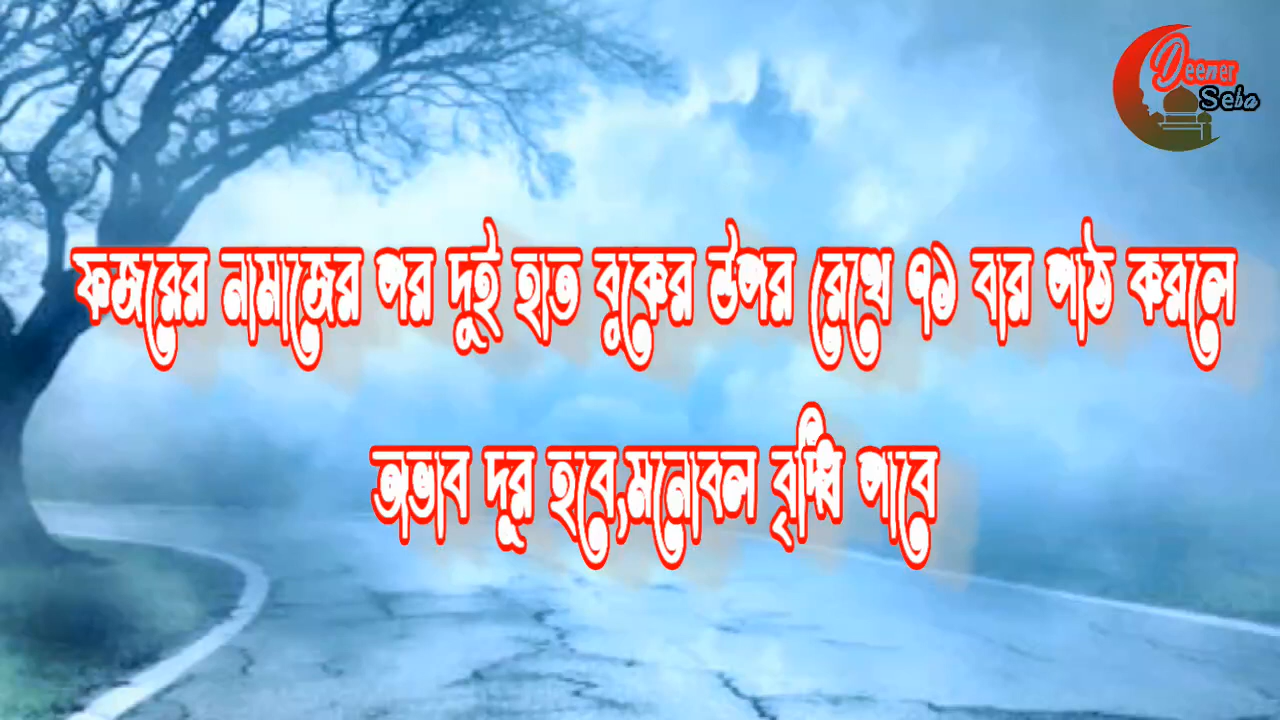 Deener
Seba
ফজরের নামাজের পর দুই হাত বুকের উপর রেখে ৭১ বার পাঠ করলে
অভাব দূর হবে,মনোবল বৃদ্ধি পাবে